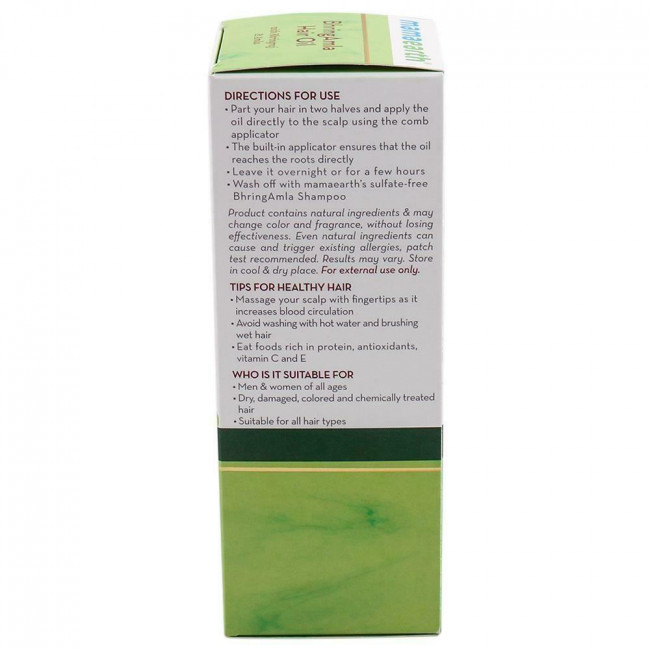 BhringAmla
Hair Oil
mamaearth
DIRECTIONS FOR USE
• Part your hair in two halves and apply the
oil directly to the scalp using the comb
applicator
• The built-in applicator ensures that the oil
reaches the roots directly
• Leave it overnight or for a few hours
• Wash off with mamaearth's sulfate-free
BhringAmla Shampoo
Product contains natural ingredients & may
change color and fragrance, without losing
effectiveness. Even natural ingredients can
cause and trigger existing allergies, patch
test recommended. Results may vary. Store
in cool & dry place. For external use only.
TIPS FOR HEALTHY HAIR
• Massage your scalp with fingertips as it
increases blood circulation
• Avoid washing with hot water and brushing
wet hair
• Eat foods rich in protein, antioxidants,
vitamin C and E
WHO IS IT SUITABLE FOR
• Men & women of all ages
• Dry, damaged, colored and chemically treated
hair
• Suitable for all hair types